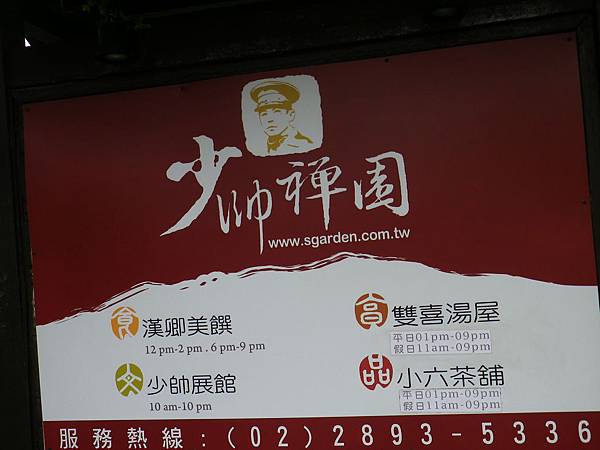 少帥禪園
www.sgarden.com.tw
食 漢卿美饌
12 pm-2 pm . 6 pm-9 pm
雙喜湯屋
平日01pm-09pm
假日11am-09pm
文 少帥展館
10 am-10 pm
品 小六茶舖
平日01pm-09pm
假日11am-09pm
服務熱線:(02)2893-5336